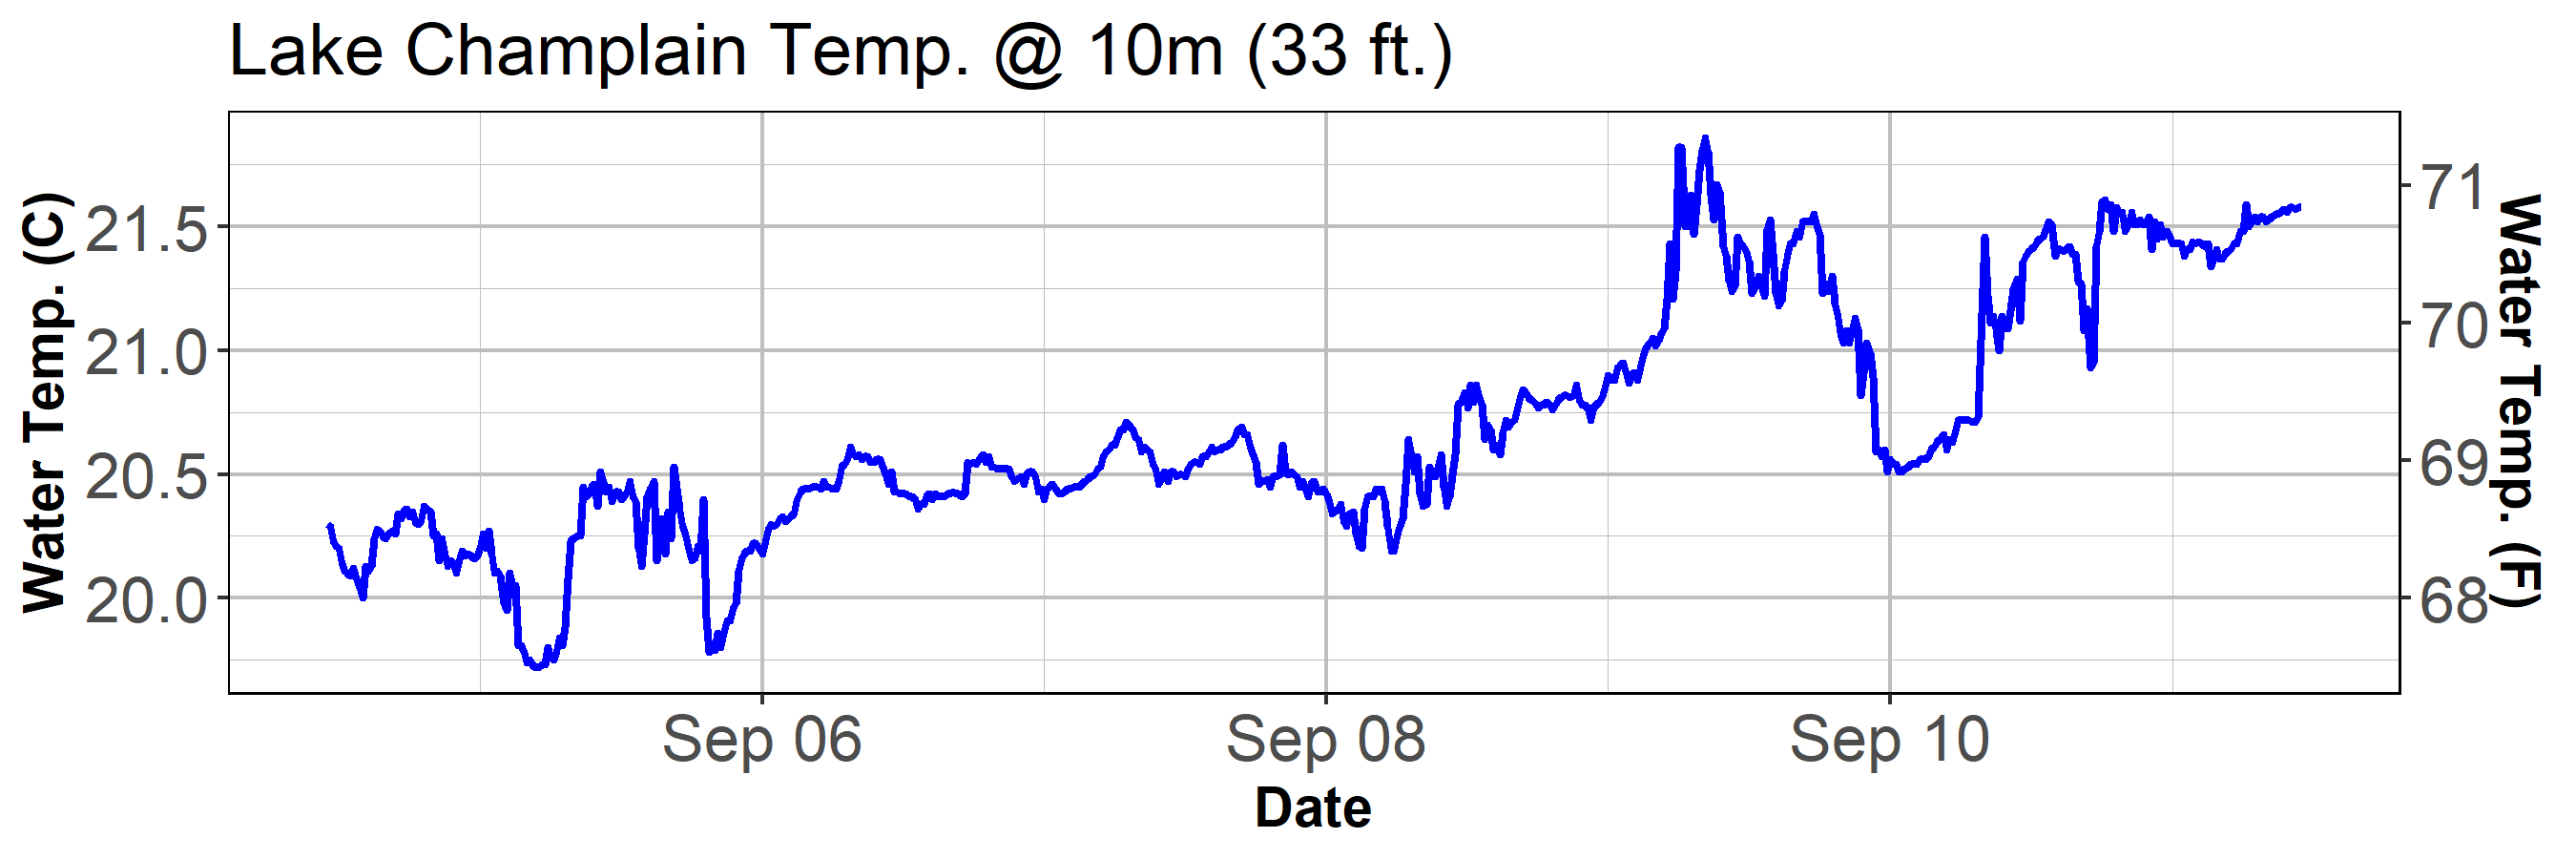 Lake Champlain Temp. @ 10m (33 ft.)
Water Temp. (C)
21.5
21.0
20.5
20.0
71
70
69
68
Water Temp. (F)
Sep 06
Sep 08
Sep 10
Date